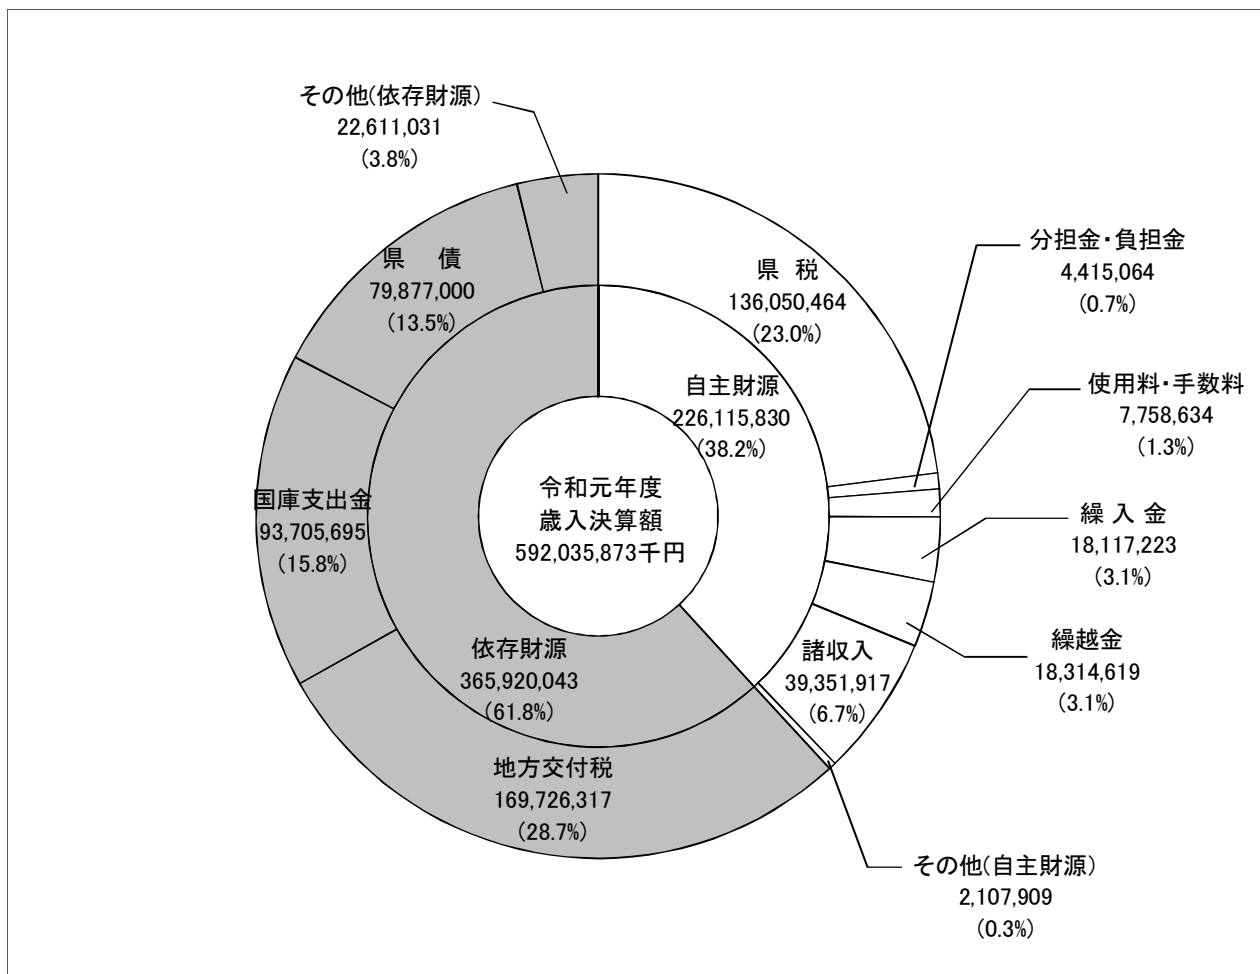 その他(依存財源)
22,611,031
(3.8%)
県 債
79,877,000
(13.5%)
県 税
136,050,464
(23.0%)
分担金・負担金
4,415,064
(0.7%)
使用料・手数料
7,758,634
(1.3%)
自主財源
226,115,830
(38.2%)
令和元年度
歳入決算額
592,035,873千円
国庫支出金
93,705,695
(15.8%)
繰 入 金
18,117,223
(3.1%)
繰越金
18,314,619
(3.1%)
諸収入
39,351,917
(6.7%)
依存財源
365,920,043
(61.8%)
地方交付税
169,726,317
(28.7%)
その他(自主財源)
2,107,909
(0.3%)